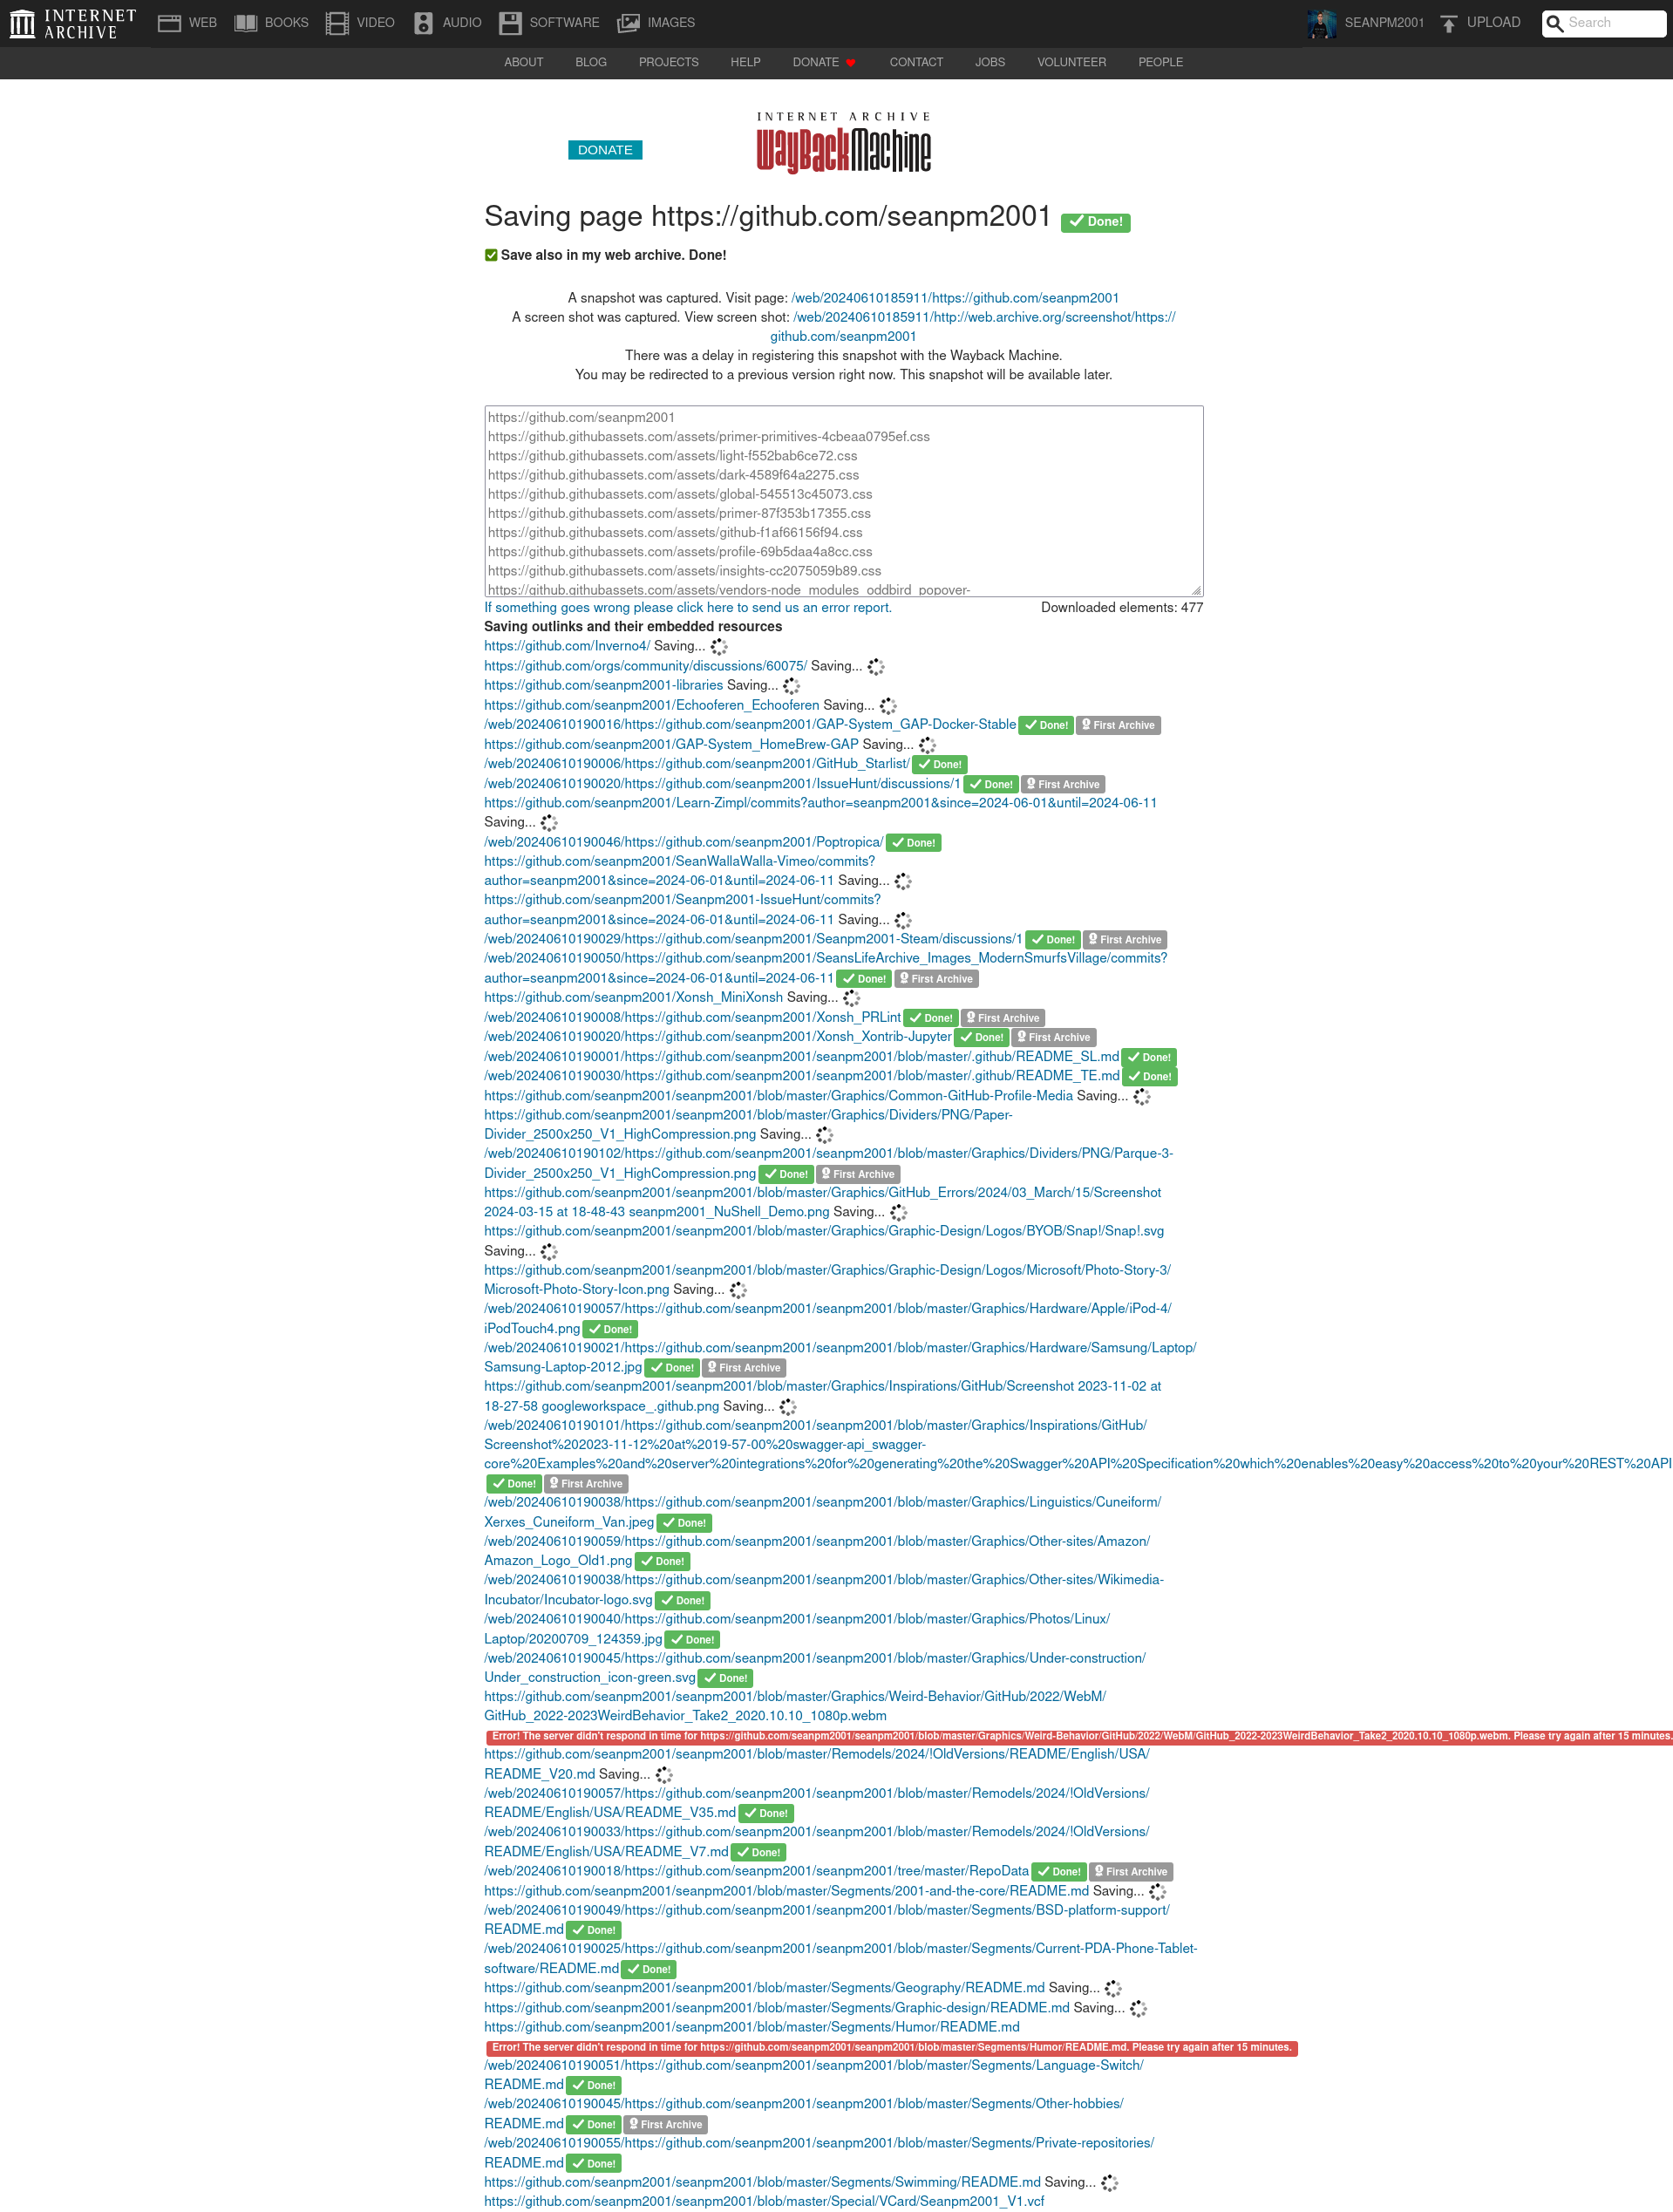 INTERNET ARCHIVE WEB BOOKS VIDEO AUDIO SOFTWARE IMAGES SEANPM2001 UPLOAD Search
ABOUT BLOG PROJECTS HELP DONATE CONTACT JOBS VOLUNTEER PEOPLE
INTERNET ARCHIVE
DONATE WayBackMachine
Saving page https://github.com/seanpm2001 Done!
Save also in my web archive. Done!
A snapshot was captured. Visit page: /web/20240610185911/https://github.com/seanpm2001
A screen shot was captured. View screen shot: /web/20240610185911/http://web.archive.org/screenshot/https://
github.com/seanpm2001
There was a delay in registering this snapshot with the Wayback Machine.
You may be redirected to a previous version right now. This snapshot will be available later.
https://github.com/seanpm2001
https://github.githubassets.com/assets/primer-primitives-4cbeaa0795ef.css
https://github.githubassets.com/assets/light-f552bab6ce72.css
https://github.githubassets.com/assets/dark-4589f64a2275.css
https://github.githubassets.com/assets/global-545513c45073.css
https://github.githubassets.com/assets/primer-87f353b17355.css
https://github.githubassets.com/assets/github-f1af66156f94.css
https://github.githubassets.com/assets/profile-69b5daa4a8cc.css
https://github.githubassets.com/assets/insights-cc2075059b89.css
https://github.githubassets.com/assets/vendors-node_modules_oddbird_popover-
If something goes wrong please click here to send us an error report. Downloaded elements: 477
Saving outlinks and their embedded resources
https://github.com/Inverno4/ Saving...
https://github.com/orgs/community/discussions/60075/ Saving...
https://github.com/seanpm2001-libraries Saving...
https://github.com/seanpm2001/Echooferen_Echooferen Saving...
/web/20240610190016/https://github.com/seanpm2001/GAP-System_GAP-Docker-Stable Done! First Archive
https://github.com/seanpm2001/GAP-System_HomeBrew-GAP Saving...
/web/20240610190006/https://github.com/seanpm2001/GitHub_Starlist/ Done!
/web/20240610190020/https://github.com/seanpm2001/IssueHunt/discussions/1 Done! First Archive
https://github.com/seanpm2001/Learn-Zimpl/commits?author=seanpm2001&since=2024-06-01&until=2024-06-11
Saving...
/web/20240610190046/https://github.com/seanpm2001/Poptropica/ Done!
https://github.com/seanpm2001/SeanWallaWalla-Vimeo/commits?
author=seanpm2001&since=2024-06-01&until=2024-06-11 Saving...
https://github.com/seanpm2001/Seanpm2001-IssueHunt/commits?
author=seanpm2001&since=2024-06-01&until=2024-06-11 Saving...
/web/20240610190029/https://github.com/seanpm2001/Seanpm2001-Steam/discussions/1 Done! First Archive
/web/20240610190050/https://github.com/seanpm2001/SeansLifeArchive_Images_ModernSmurfsVillage/commits?
author=seanpm2001&since=2024-06-01&until=2024-06-11 Done! First Archive
https://github.com/seanpm2001/Xonsh_MiniXonsh Saving...
/web/20240610190008/https://github.com/seanpm2001/Xonsh_PRLint Done! First Archive
/web/20240610190020/https://github.com/seanpm2001/Xonsh_Xontrib-Jupyter Done! First Archive
/web/20240610190001/https://github.com/seanpm2001/seanpm2001/blob/master/.github/README_SL.md Done!
/web/20240610190030/https://github.com/seanpm2001/seanpm2001/blob/master/.github/README_TE.md Done!
https://github.com/seanpm2001/seanpm2001/blob/master/Graphics/Common-GitHub-Profile-Media Saving...
https://github.com/seanpm2001/seanpm2001/blob/master/Graphics/Dividers/PNG/Paper-
Divider_2500x250_V1_HighCompression.png Saving...
/web/20240610190102/https://github.com/seanpm2001/seanpm2001/blob/master/Graphics/Dividers/PNG/Parque-3-
Divider_2500x250_V1_HighCompression.png Done! First Archive
https://github.com/seanpm2001/seanpm2001/blob/master/Graphics/GitHub_Errors/2024/03_March/15/Screenshot
2024-03-15 at 18-48-43 seanpm2001_NuShell_Demo.png Saving...
https://github.com/seanpm2001/seanpm2001/blob/master/Graphics/Graphic-Design/Logos/BYOB/Snap!/Snap!.svg
Saving...
https://github.com/seanpm2001/seanpm2001/blob/master/Graphics/Graphic-Design/Logos/Microsoft/Photo-Story-3/
Microsoft-Photo-Story-Icon.png Saving...
/web/20240610190057/https://github.com/seanpm2001/seanpm2001/blob/master/Graphics/Hardware/Apple/iPod-4/
iPodTouch4.png Done!
/web/20240610190021/https://github.com/seanpm2001/seanpm2001/blob/master/Graphics/Hardware/Samsung/Laptop/
Samsung-Laptop-2012.jpg Done! First Archive
https://github.com/seanpm2001/seanpm2001/blob/master/Graphics/Inspirations/GitHub/Screenshot 2023-11-02 at
18-27-58 googleworkspace_.github.png Saving...
/web/20240610190101/https://github.com/seanpm2001/seanpm2001/blob/master/Graphics/Inspirations/GitHub/
Screenshot%202023-11-12%20at%2019-57-00%20swagger-api_swagger-
core%20Examples%20and%20server%20integrations%20for%20generating%20the%20Swagger%20API%20Specification%20which%20enables%20easy%20access%20to%20your%20REST%20API
Done! First Archive
/web/20240610190038/https://github.com/seanpm2001/seanpm2001/blob/master/Graphics/Linguistics/Cuneiform/
Xerxes_Cuneiform_Van.jpeg Done!
/web/20240610190059/https://github.com/seanpm2001/seanpm2001/blob/master/Graphics/Other-sites/Amazon/
Amazon_Logo_Old1.png Done!
/web/20240610190038/https://github.com/seanpm2001/seanpm2001/blob/master/Graphics/Other-sites/Wikimedia-
Incubator/Incubator-logo.svg Done!
/web/20240610190040/https://github.com/seanpm2001/seanpm2001/blob/master/Graphics/Photos/Linux/
Laptop/20200709_124359.jpg Done!
/web/20240610190045/https://github.com/seanpm2001/seanpm2001/blob/master/Graphics/Under-construction/
Under_construction_icon-green.svg Done!
https://github.com/seanpm2001/seanpm2001/blob/master/Graphics/Weird-Behavior/GitHub/2022/WebM/
GitHub_2022-2023WeirdBehavior_Take2_2020.10.10_1080p.webm
Error! The server didn't respond in time for https://github.com/seanpm2001/seanpm2001/blob/master/Graphics/Weird-Behavior/GitHub/2022/WebM/GitHub_2022-2023WeirdBehavior_Take2_2020.10.10_1080p.webm. Please try again after 15 minutes.
https://github.com/seanpm2001/seanpm2001/blob/master/Remodels/2024/!OldVersions/README/English/USA/
README_V20.md Saving...
/web/20240610190057/https://github.com/seanpm2001/seanpm2001/blob/master/Remodels/2024/!OldVersions/
README/English/USA/README_V35.md Done!
/web/20240610190033/https://github.com/seanpm2001/seanpm2001/blob/master/Remodels/2024/!OldVersions/
README/English/USA/README_V7.md Done!
/web/20240610190018/https://github.com/seanpm2001/seanpm2001/tree/master/RepoData Done! First Archive
https://github.com/seanpm2001/seanpm2001/blob/master/Segments/2001-and-the-core/README.md Saving...
/web/20240610190049/https://github.com/seanpm2001/seanpm2001/blob/master/Segments/BSD-platform-support/
README.md Done!
/web/20240610190025/https://github.com/seanpm2001/seanpm2001/blob/master/Segments/Current-PDA-Phone-Tablet-
software/README.md Done!
https://github.com/seanpm2001/seanpm2001/blob/master/Segments/Geography/README.md Saving...
https://github.com/seanpm2001/seanpm2001/blob/master/Segments/Graphic-design/README.md Saving...
https://github.com/seanpm2001/seanpm2001/blob/master/Segments/Humor/README.md
Error! The server didn't respond in time for https://github.com/seanpm2001/seanpm2001/blob/master/Segments/Humor/README.md. Please try again after 15 minutes.
/web/20240610190051/https://github.com/seanpm2001/seanpm2001/blob/master/Segments/Language-Switch/
README.md Done!
/web/20240610190045/https://github.com/seanpm2001/seanpm2001/blob/master/Segments/Other-hobbies/
README.md Done! First Archive
/web/20240610190055/https://github.com/seanpm2001/seanpm2001/blob/master/Segments/Private-repositories/
README.md Done!
https://github.com/seanpm2001/seanpm2001/blob/master/Segments/Swimming/README.md Saving...
https://github.com/seanpm2001/seanpm2001/blob/master/Special/VCard/Seanpm2001_V1.vcf